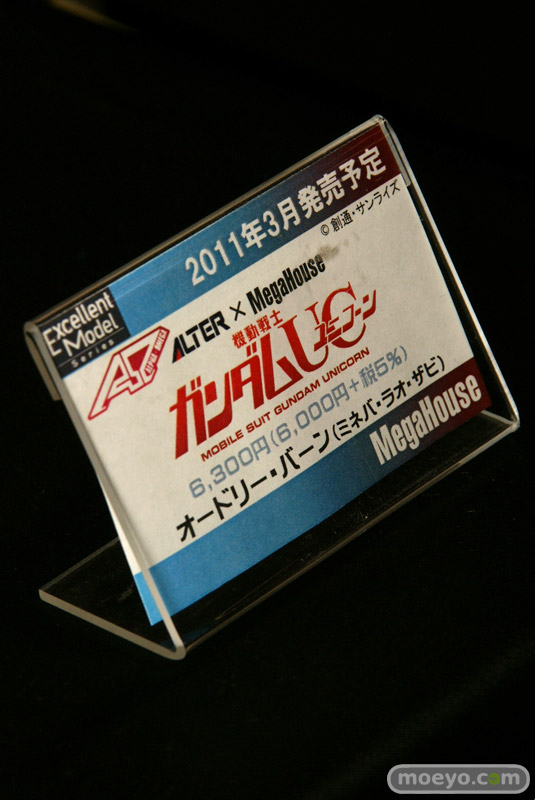 2011年3月発売予定
©創通・サンライズ
Excellent
Model
Series
ALTER×MegaHouse
機動戦士
ガンダムUC
ユニコーン
MOBILE SUIT GUNDAM UNICORN
6,300円(6,000円+税5%)
オードリー・バーン(ミネバ・ラオ・ザビ)
MegaHouse
moeyo.com